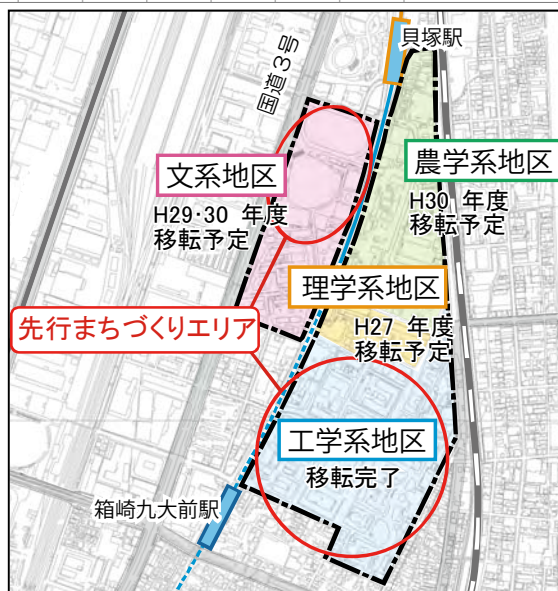 貝塚駅
国道3号
文系地区
H29・30 年度
移転予定
農学系地区
H30 年度
移転予定
理学系地区
H27 年度
移転予定
先行まちづくりエリア
工学系地区
移転完了
箱崎九大前駅